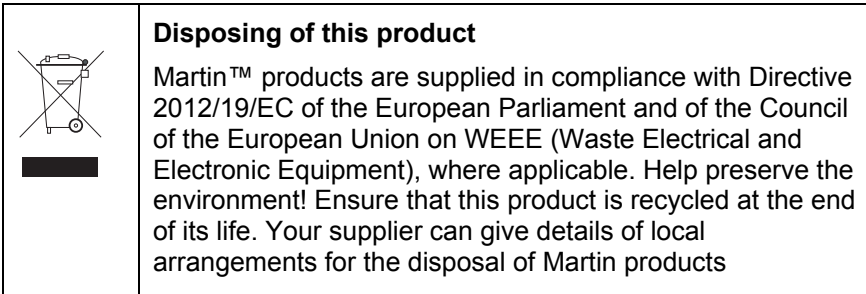 Disposing of this product
Martin™ products are supplied in compliance with Directive
2012/19/EC of the European Parliament and of the Council
of the European Union on WEEE (Waste Electrical and
Electronic Equipment), where applicable. Help preserve the
environment! Ensure that this product is recycled at the end
of its life. Your supplier can give details of local
arrangements for the disposal of Martin products